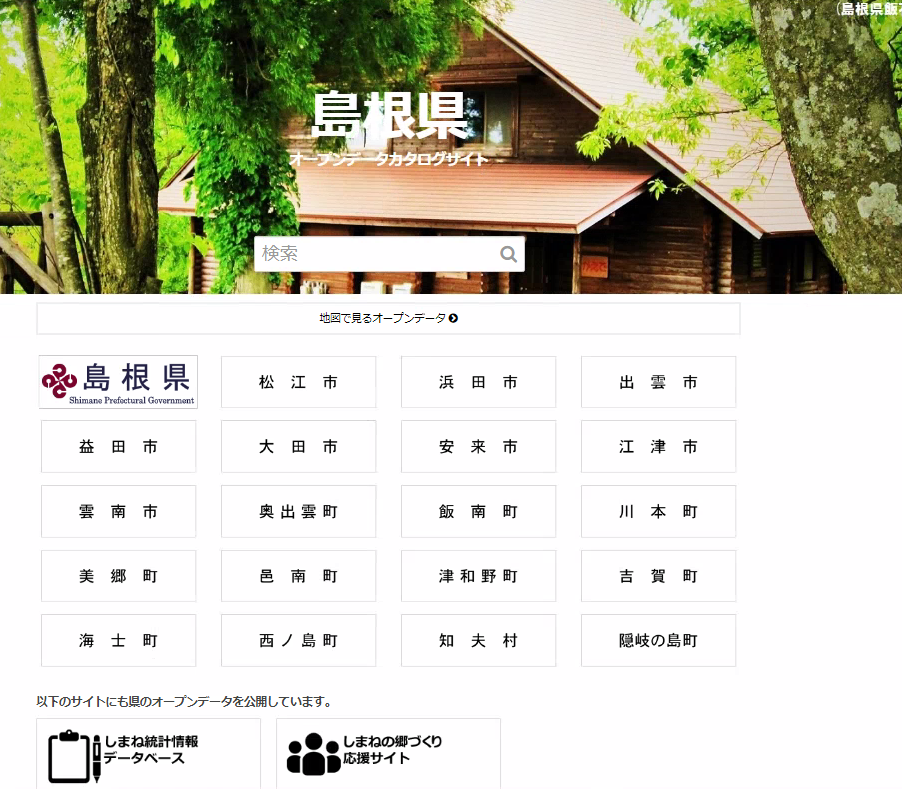 （島根県飯
島根県
オープンデータカタログサイト
検索
地図で見るオープンデータ
島根県
Shimane Prefectural Government
松江市
浜田市
出雲市
益田市
大田市
安来市
江津市
雲南市
奥出雲町
飯南町
川本町
美郷町
邑南町
津和野町
吉賀町
海士町
西ノ島町
知夫村
隠岐の島町
以下のサイトにも県のオープンデータを公開しています。
しまね統計情報
データベース
しまねの郷づくり
応援サイト